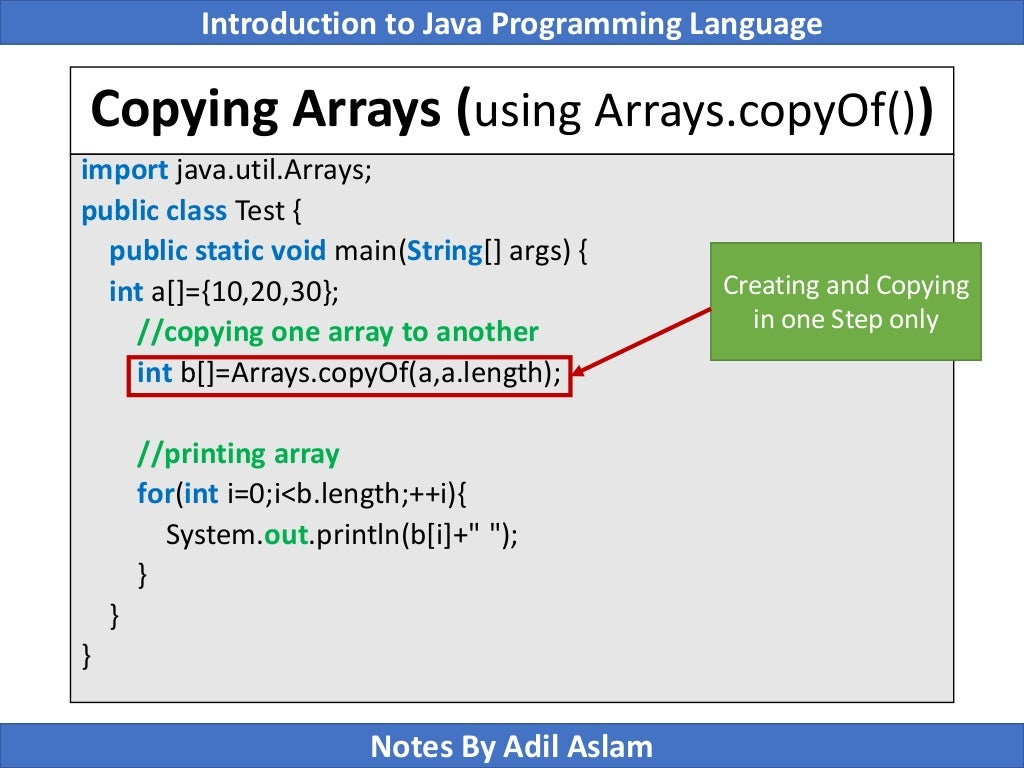 Introduction to Java Programming Language
Copying Arrays (using Arrays.copyOf())
import java.util.Arrays;
public class Test {
public static void main(String[] args) {
int a[]={10,20,30};
//copying one array to another
int b[]=Arrays.copyOf(a,a.length);
Creating and Copying
in one Step only
//printing array
for(int i=0;i<b.length;++i){
System.out.println(b[i]+" ");
}
}
}
Notes By Adil Aslam